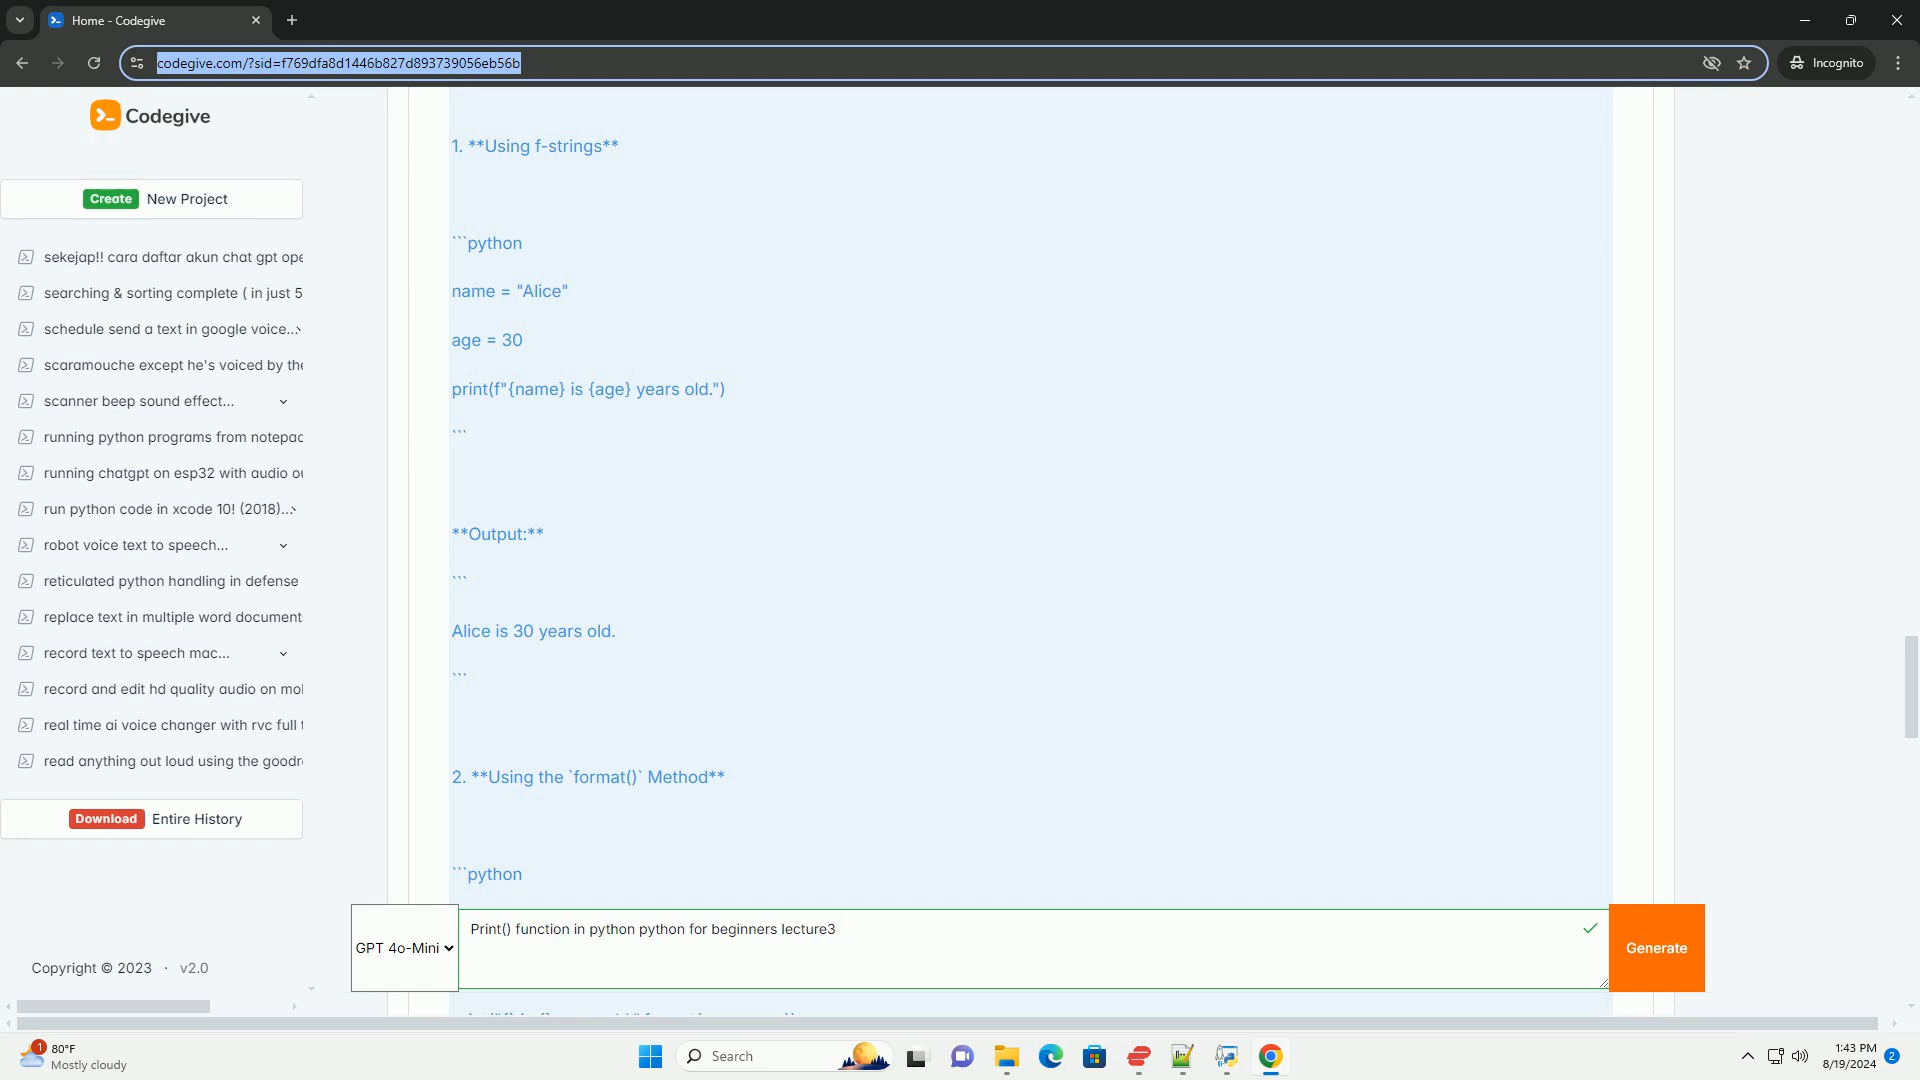 Home - Codegive
codegive.com/?sid=f769dfa8d1446b827d893739056eb56b
Incognito
Codegive
Create New Project
sekejap!! cara daftar akun chat gpt ope
searching & sorting complete ( in just 5
schedule send a text in google voice...
scaramouche except he's voiced by the
scanner beep sound effect...
running python programs from notepad
running chatgpt on esp32 with audio ou
run python code in xcode 10! (2018)...
robot voice text to speech...
reticulated python handling in defense
replace text in multiple word document
record text to speech mac...
record and edit hd quality audio on mol
real time ai voice changer with rvc full t
read anything out loud using the goodr
Download Entire History
Copyright © 2023 · v2.0
1. **Using f-strings**
```python
name = "Alice"
age = 30
print(f"{name} is {age} years old.")
```
**Output:**
```
Alice is 30 years old.
```
2. **Using the `format()` Method**
```python
GPT 4o-Mini
Print() function in python python for beginners lecture3
Generate
1
80°F
Mostly cloudy
Search
1:43 PM
8/19/2024
2